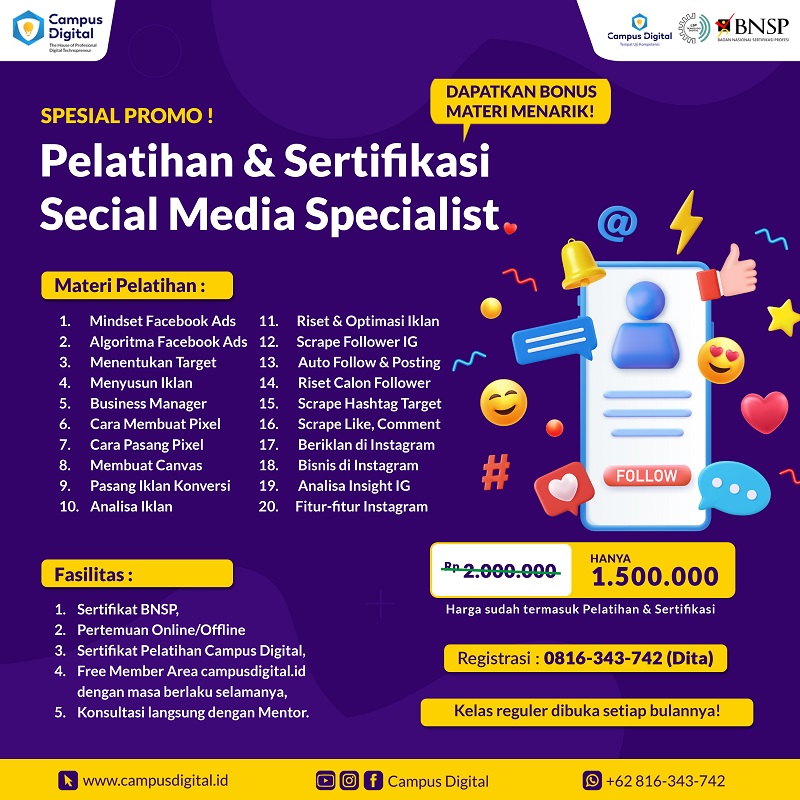 Campus
Digital
The House of Profesional
Digital Technopreneur
Campus Digital
Tempat Uji Kompetensi
BNSP
BADAN NASIONAL SERTIFIKASI PROFESI
DAPATKAN BONUS
MATERI MENARIK!
SPESIAL PROMO !
Pelatihan & Sertifikasi
Secial Media Specialist
Materi Pelatihan :
1. Mindset Facebook Ads
2. Algoritma Facebook Ads
3. Menentukan Target
4. Menyusun Iklan
5. Business Manager
6. Cara Membuat Pixel
7. Cara Pasang Pixel
8. Membuat Canvas
9. Pasang Iklan Konversi
10. Analisa Iklan
11. Riset & Optimasi Iklan
12. Scrape Follower IG
13. Auto Follow & Posting
14. Riset Calon Follower
15. Scrape Hashtag Target
16. Scrape Like, Comment
17. Beriklan di Instagram
18. Bisnis di Instagram
19. Analisa Insight IG
20. Fitur-fitur Instagram
@
#
FOLLOW
Fasilitas :
1. Sertifikat BNSP,
2. Pertemuan Online/Offline
3. Sertifikat Pelatihan Campus Digital,
4. Free Member Area campusdigital.id
dengan masa berlaku selamanya,
5. Konsultasi langsung dengan Mentor.
Rp 2.000.000
HANYA
1.500.000
Harga sudah termasuk Pelatihan & Sertifikasi
Registrasi : 0816-343-742 (Dita)
Kelas reguler dibuka setiap bulannya!
www.campusdigital.id
Campus Digital
+62 816-343-742